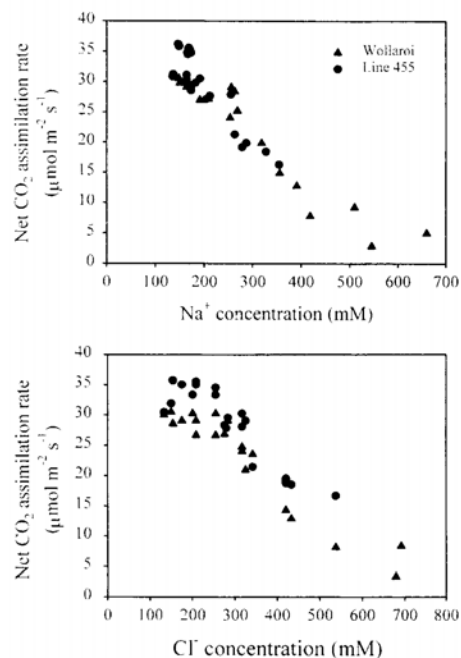 40
35
30
25
20
15
10
5
0
Net CO₂ assimilation rate
(μmol m⁻² s⁻¹)
▲ Wollaroi
● Line 455
0 100 200 300 400 500 600 700
Na⁺ concentration (mM)
40
35
30
25
20
15
10
5
0
Net CO₂ assimilation rate
(μmol m⁻² s⁻¹)
0 100 200 300 400 500 600 700 800
Cl⁻ concentration (mM)